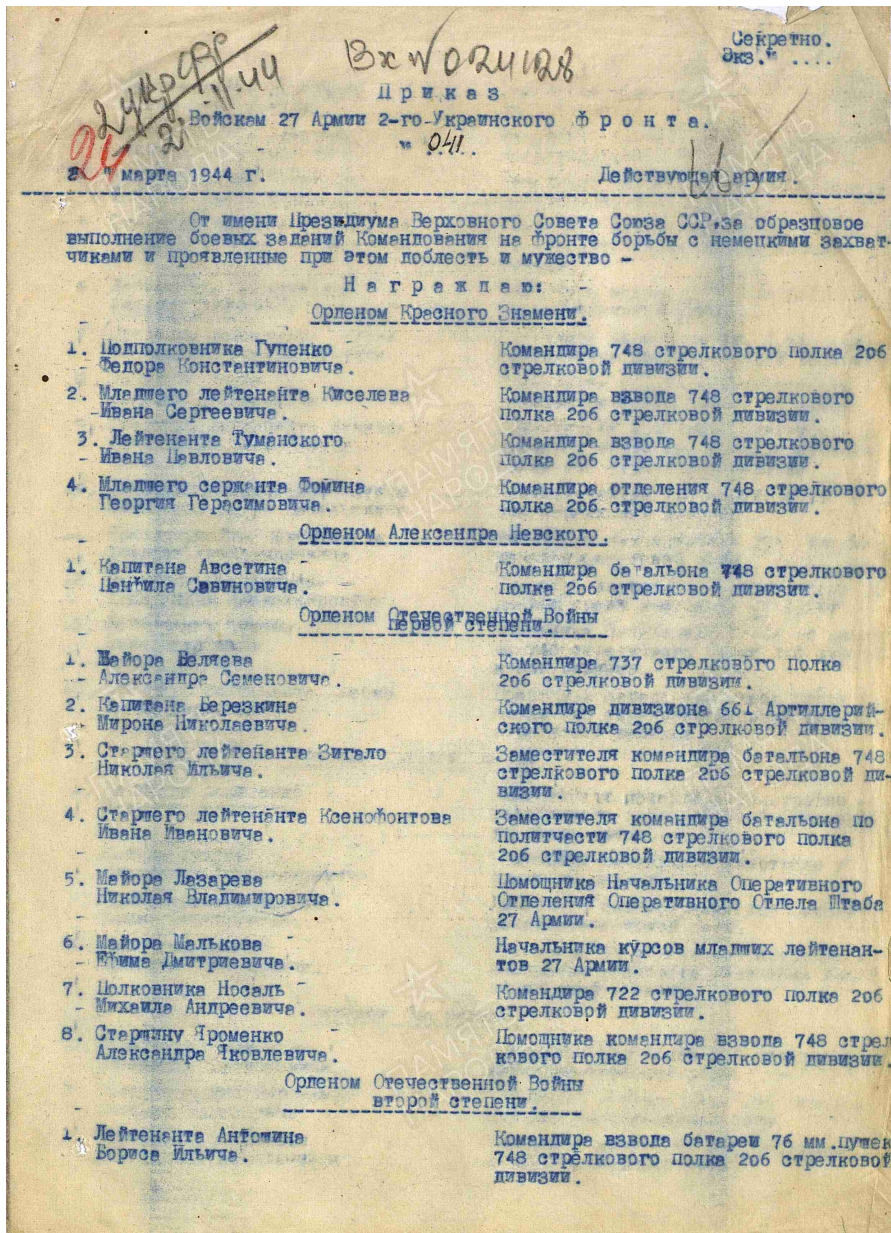 Секретно.
Экз.№ ....
Вх № 024128
Приказ
Войскам 27 Армии 2-го Украинского фронта.
№ 041
марта 1944 г. Действующая армия.
От имени Президиума Верховного Совета Союза ССР, за образцовое
выполнение боевых заданий Командования на фронте борьбы с немецкими захват-
чиками и проявленные при этом доблесть и мужество -
Награждаю:
Орденом Красного Знамени.
1. Подполковника Гупенко Командира 748 стрелкового полка 206
Федора Константиновича. стрелковой дивизии.
2. Младшего лейтенанта Киселева Командира взвода 748 стрелкового
Ивана Сергеевича. полка 206 стрелковой дивизии.
3. Лейтенанта Туманского Командира взвода 748 стрелкового
Ивана Павловича. полка 206 стрелковой дивизии.
4. Младшего сержанта Фомина Командира отделения 748 стрелкового
Георгия Герасимовича. полка 206 стрелковой дивизии.
Орденом Александра Невского.
1. Капитана Авсетина Командира батальона 748 стрелкового
Панфила Савиновича. полка 206 стрелковой дивизии.
Орденом Отечественной Войны
первой степени.
1. Майора Беляева Командира 737 стрелкового полка
Александра Семеновича. 206 стрелковой дивизии.
2. Капитана Березкина Командира дивизиона 661 Артиллерий-
Мирона Николаевича. ского полка 206 стрелковой дивизии.
3. Старшего лейтенанта Зигало Заместителя командира батальона 748
Николая Ильича. стрелкового полка 206 стрелковой ди-
визии.
4. Старшего лейтенанта Ксенофонтова Заместителя командира батальона по
Ивана Ивановича. политчасти 748 стрелкового полка
206 стрелковой дивизии.
5. Майора Лазарева Помощника Начальника Оперативного
Николая Владимировича. Отделения Оперативного Отдела Штаба
27 Армии.
6. Майора Малькова Начальника курсов младших лейтенан-
Ефима Дмитриевича. тов 27 Армии.
7. Полковника Носаль Командира 722 стрелкового полка 206
Михаила Андреевича. стрелковой дивизии.
8. Старшину Яроменко Помощника командира взвода 748 стрел
Александра Яковлевича. кового полка 206 стрелковой дивизии.
Орденом Отечественной Войны
второй степени.
1. Лейтенанта Антошина Командира взвода батареи 76 мм.пушек
Бориса Ильича. 748 стрелкового полка 206 стрелковой
дивизии.